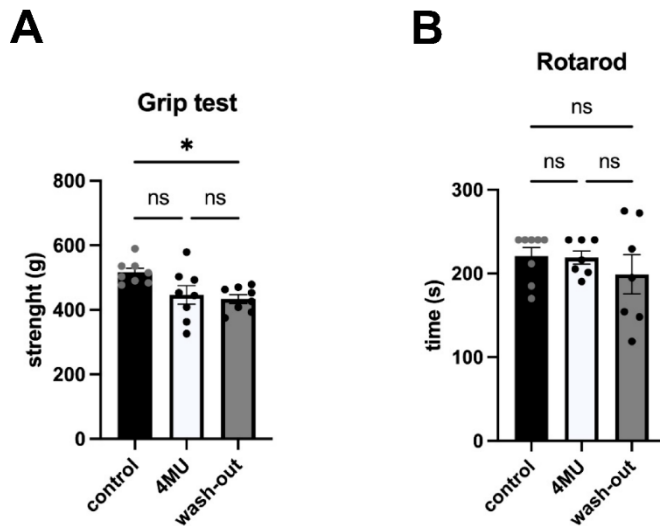 A
Grip test
*
ns ns
800
600
400
200
0
strenght (g)
control
4MU
wash-out
B
Rotarod
ns
ns ns
300
200
100
0
time (s)
control
4MU
wash-out